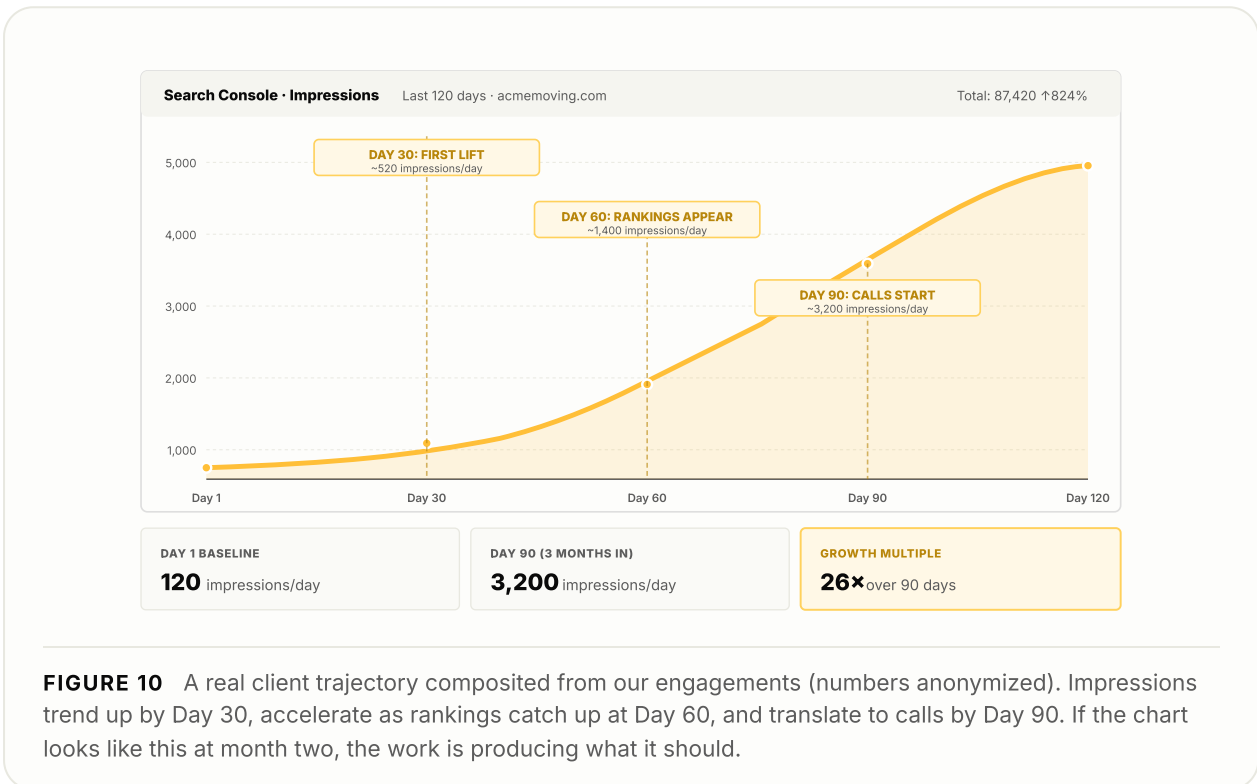 Search Console · Impressions Last 120 days · acmemoving.com Total: 87,420 ↑824%
DAY 30: FIRST LIFT
~520 impressions/day
DAY 60: RANKINGS APPEAR
~1,400 impressions/day
DAY 90: CALLS START
~3,200 impressions/day
5,000
4,000
3,000
2,000
1,000
Day 1 Day 30 Day 60 Day 90 Day 120
DAY 1 BASELINE
120 impressions/day
DAY 90 (3 MONTHS IN)
3,200 impressions/day
GROWTH MULTIPLE
26× over 90 days
FIGURE 10 A real client trajectory composited from our engagements (numbers anonymized). Impressions
trend up by Day 30, accelerate as rankings catch up at Day 60, and translate to calls by Day 90. If the chart
looks like this at month two, the work is producing what it should.